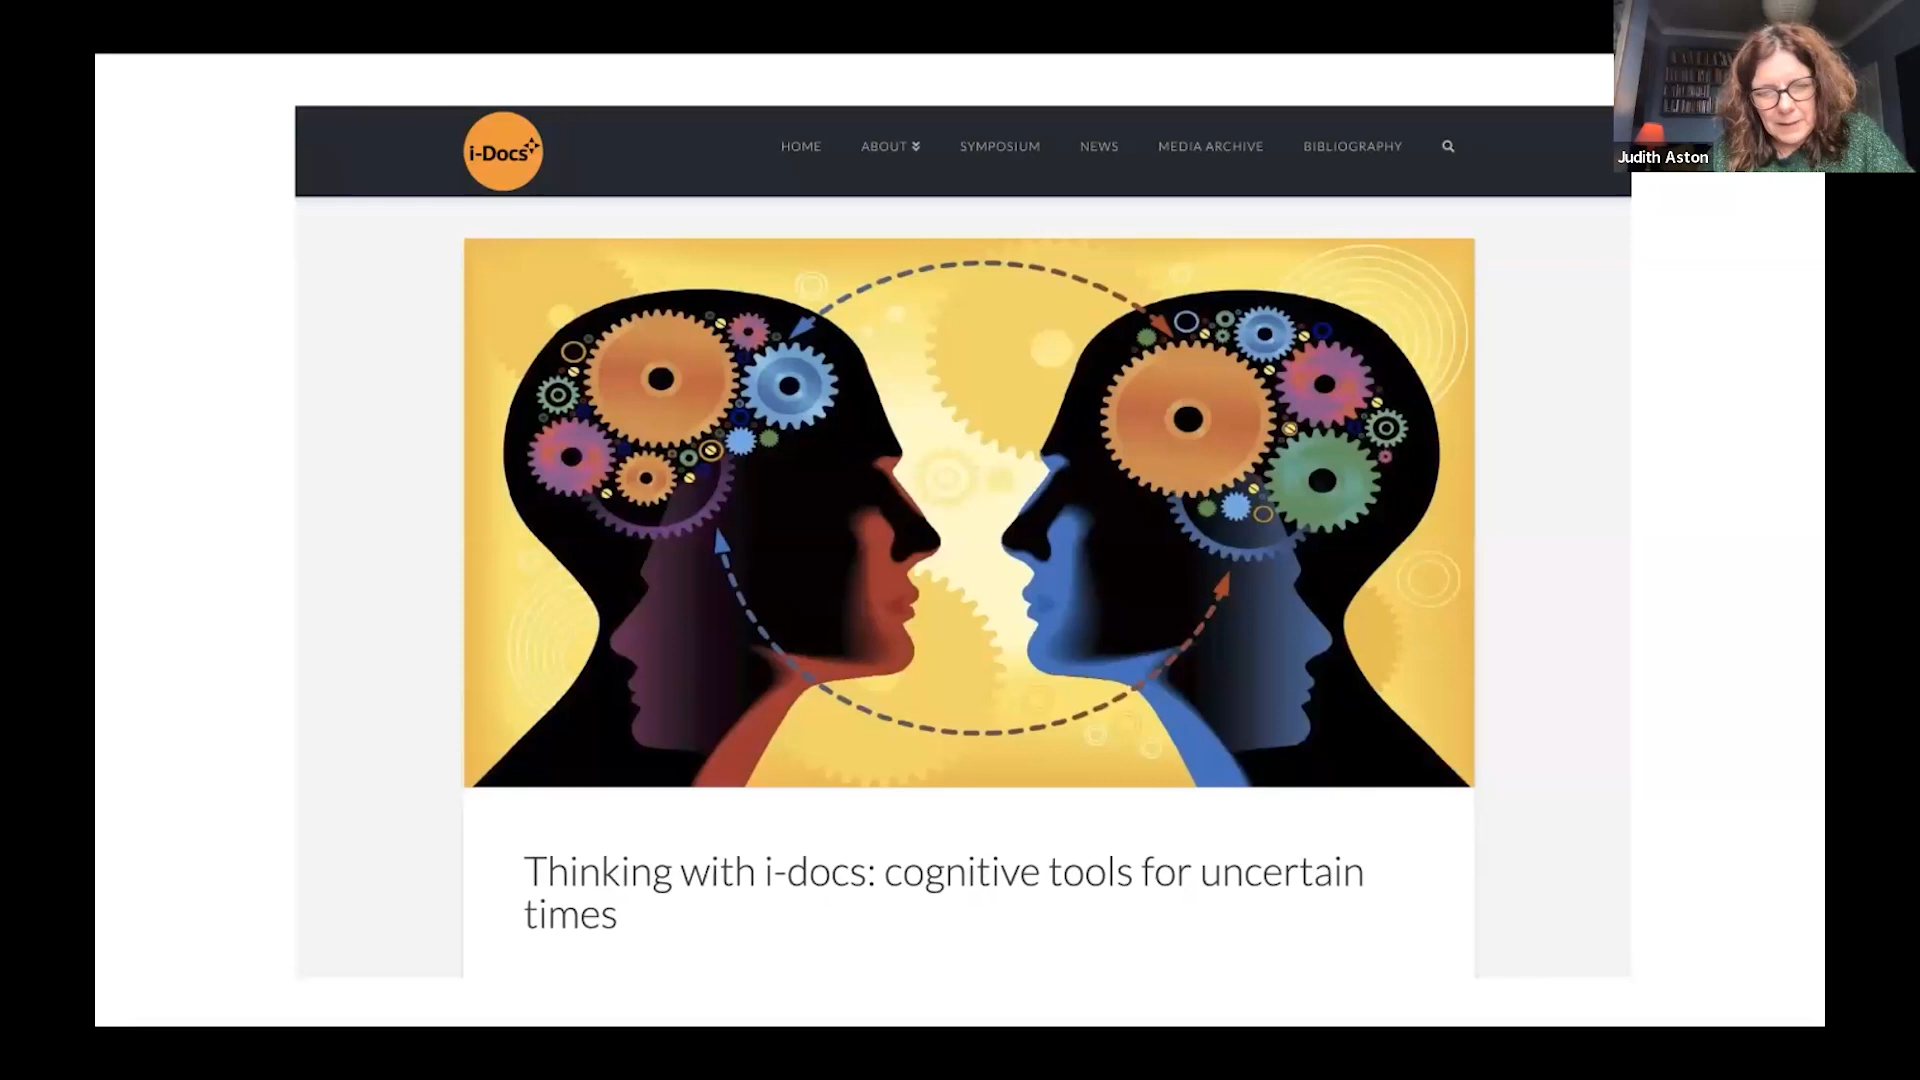 i-Docs
HOME
ABOUT
SYMPOSIUM
NEWS
MEDIA ARCHIVE
BIBLIOGRAPHY
Judith Aston
Thinking with i-docs: cognitive tools for uncertain
times